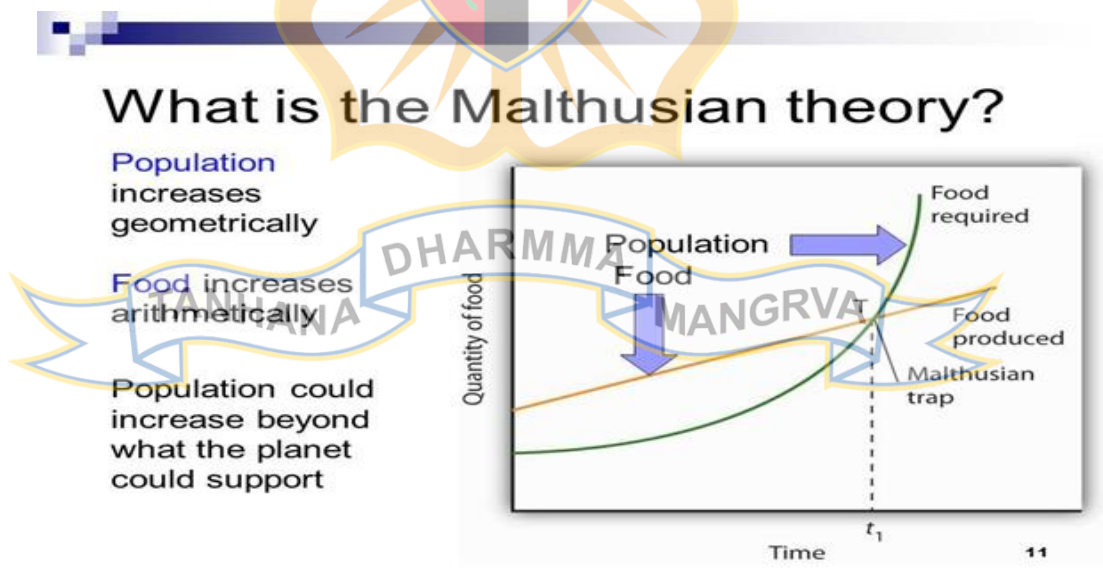 What is the Malthusian theory?
Population
increases
geometrically
Food increases
arithmetically
Population could
increase beyond
what the planet
could support
Quantity of food
Population
Food
Food
required
T
Food
produced
Malthusian
trap
t1
Time
11
TANHANA DHARMMA MANGRVA